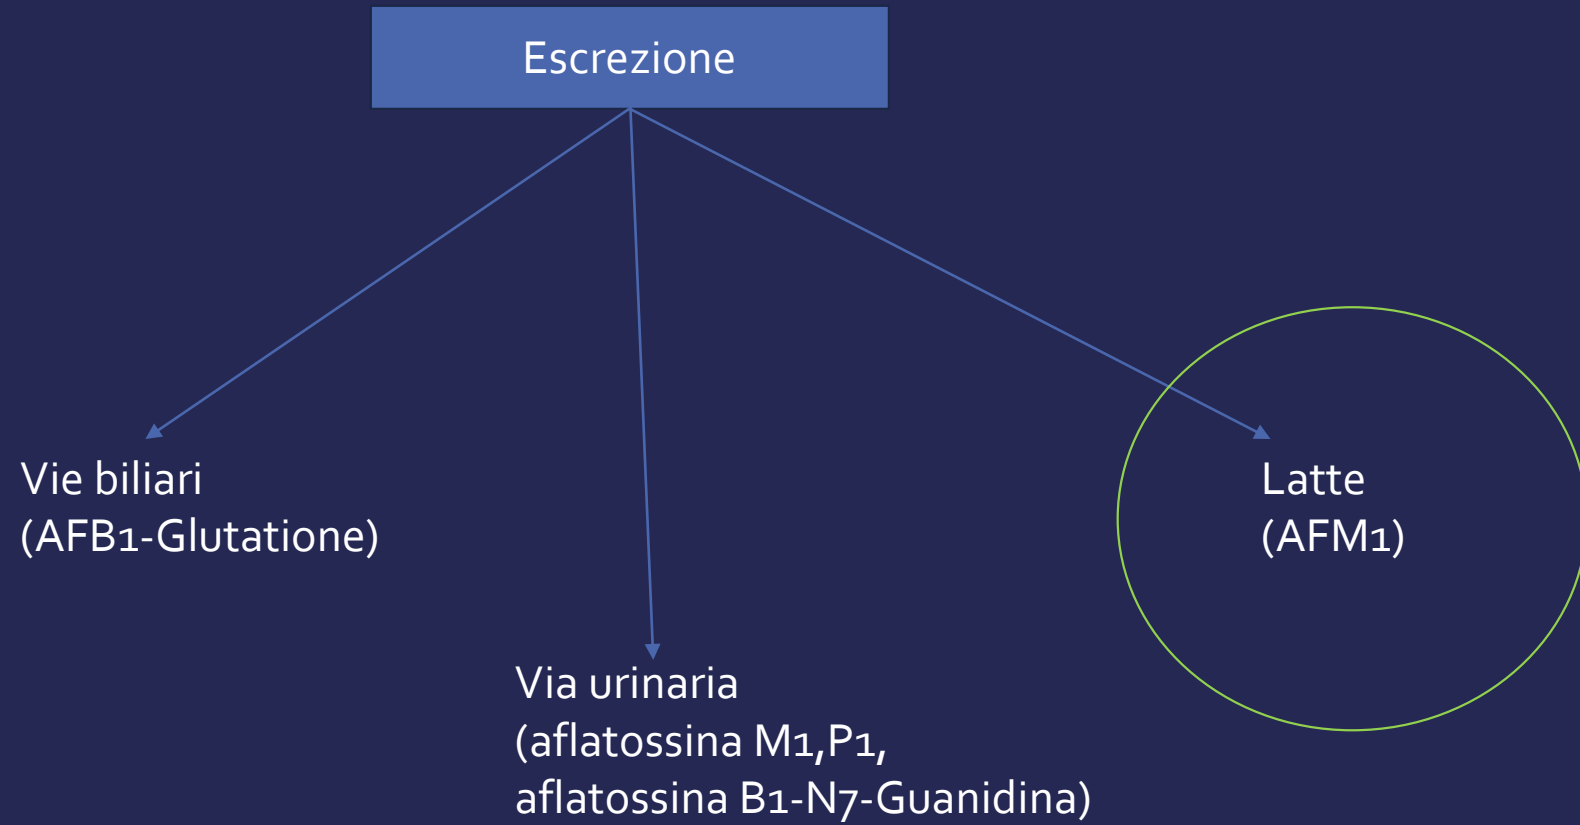 Escrezione
Vie biliari
(AFB1-Glutatione)
Latte
(AFM1)
Via urinaria
(aflatossina M1,P1,
aflatossina B1-N7-Guanidina)